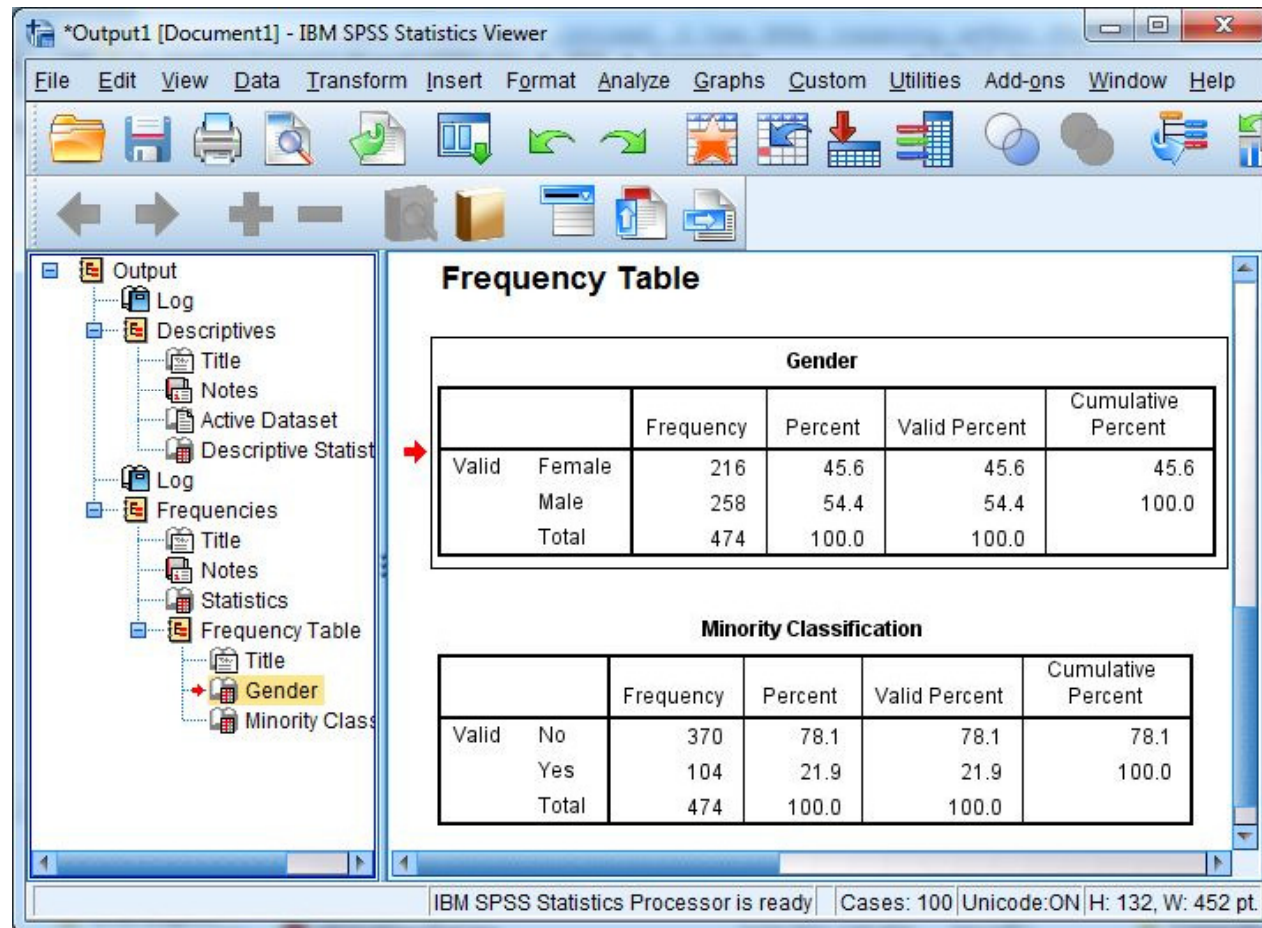 *Output1 [Document1] - IBM SPSS Statistics Viewer
File Edit View Data Transform Insert Format Analyze Graphs Custom Utilities Add-ons Window Help
Output
Log
Descriptives
Title
Notes
Active Dataset
Descriptive Statist
Log
Frequencies
Title
Notes
Statistics
Frequency Table
Title
Gender
Minority Class
Frequency Table
Gender
Frequency Percent Valid Percent Cumulative Percent
Valid Female 216 45.6 45.6 45.6
Male 258 54.4 54.4 100.0
Total 474 100.0 100.0
Minority Classification
Frequency Percent Valid Percent Cumulative Percent
Valid No 370 78.1 78.1 78.1
Yes 104 21.9 21.9 100.0
Total 474 100.0 100.0
IBM SPSS Statistics Processor is ready Cases: 100 Unicode:ON H: 132, W: 452 pt.